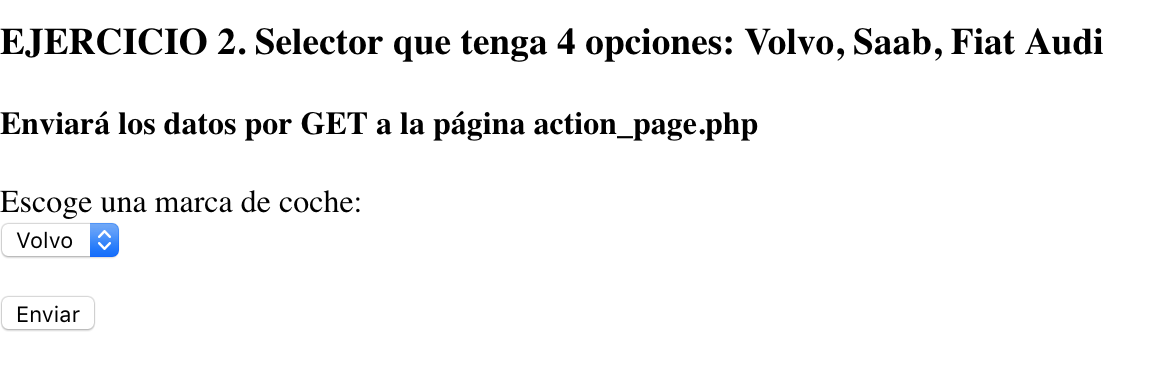 EJERCICIO 2. Selector que tenga 4 opciones: Volvo, Saab, Fiat Audi
Enviará los datos por GET a la página action_page.php
Escoge una marca de coche:
Volvo
Enviar